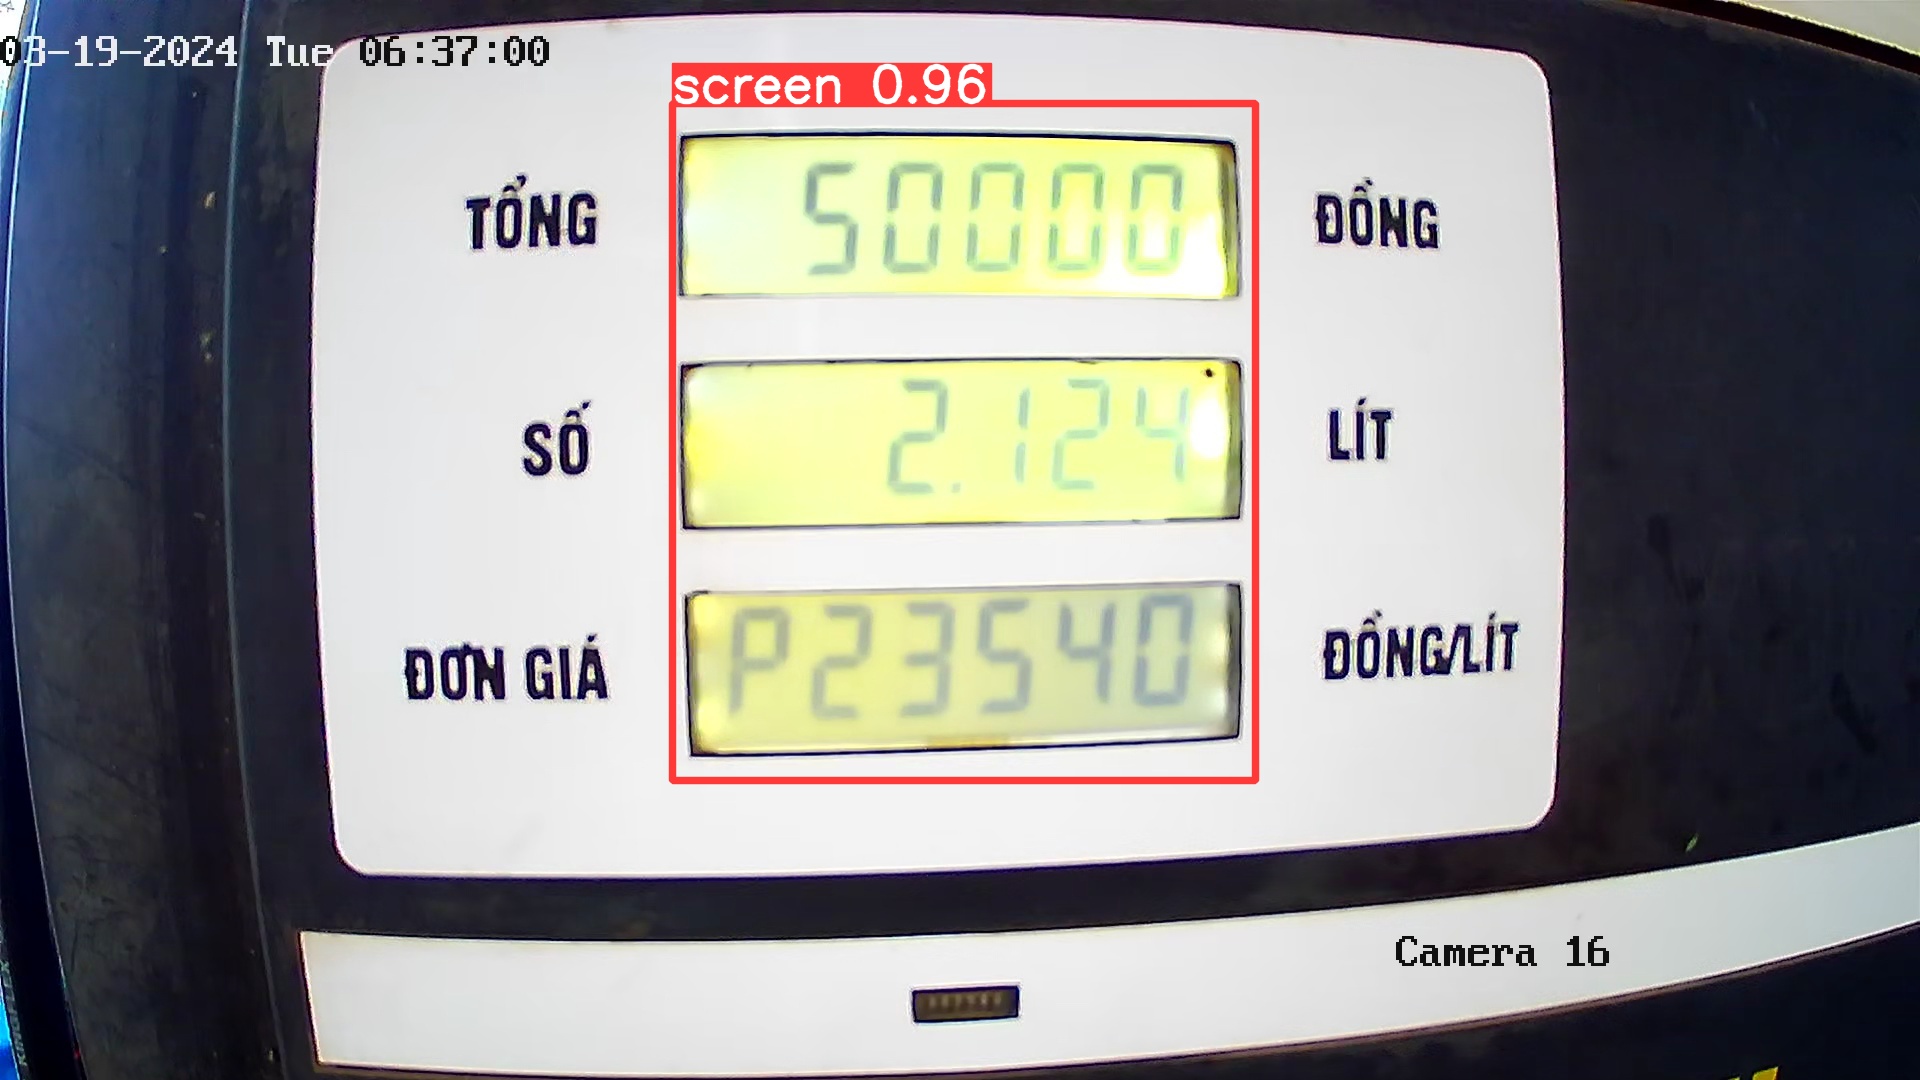 03-19-2024 Tue 06:37:00
screen 0.96
TỔNG 50000 ĐỒNG
SỐ 2.124 LÍT
ĐƠN GIÁ P23540 ĐỒNG/LÍT
Camera 16